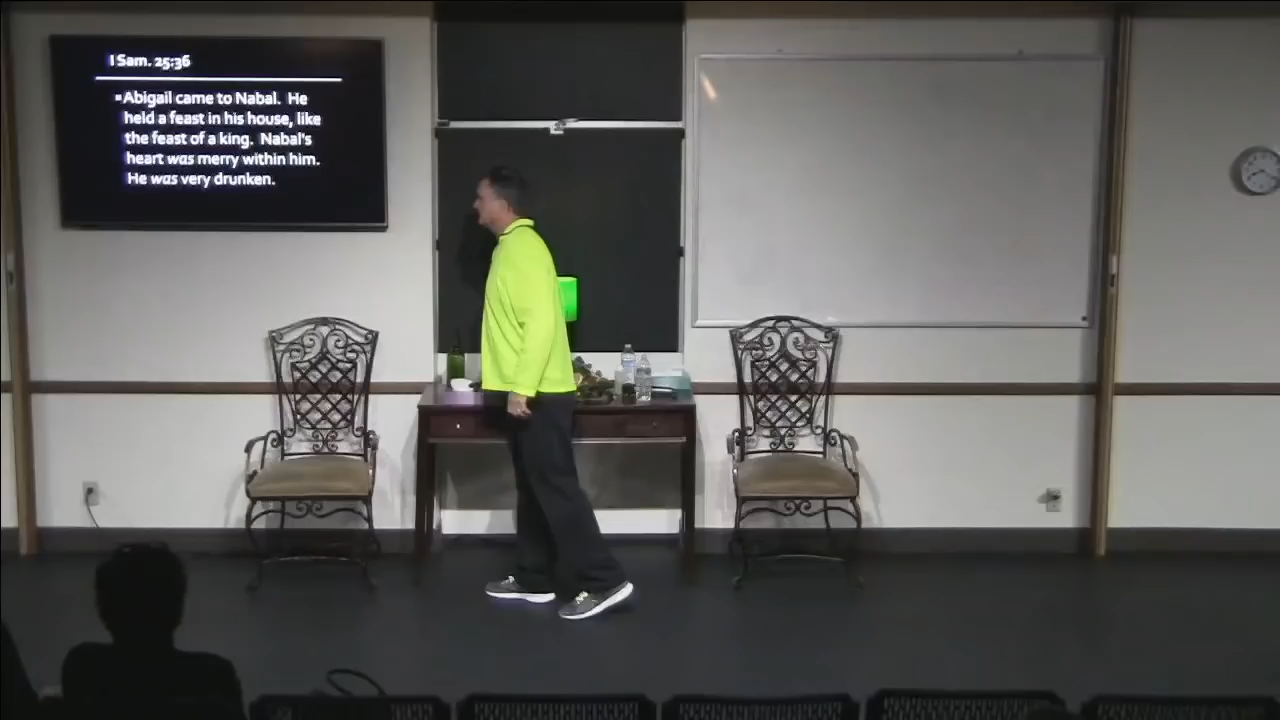 I Sam. 25:36
▪Abigail came to Nabal. He
held a feast in his house, like
the feast of a king. Nabal's
heart was merry within him.
He was very drunken.